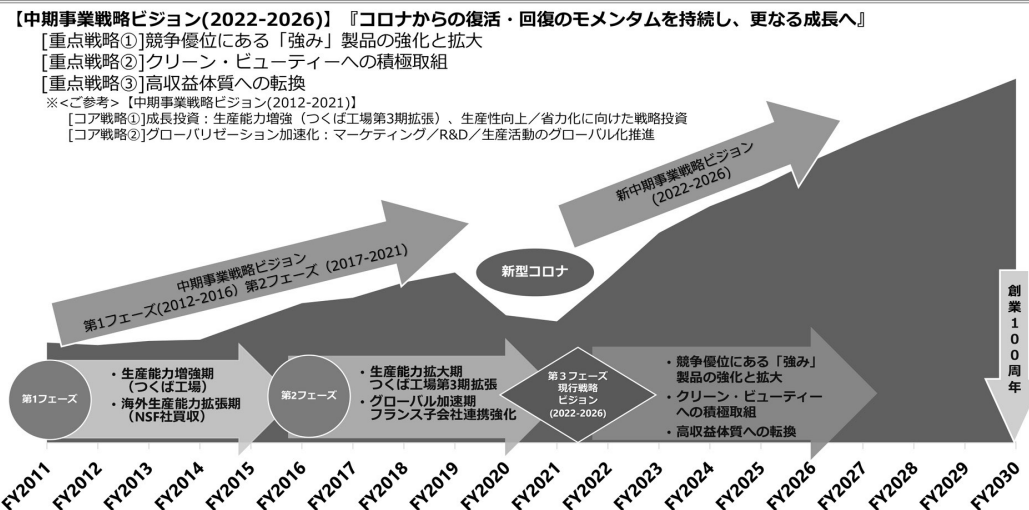 【中期事業戦略ビジョン(2022-2026)】『コロナからの復活・回復のモメンタムを持続し、更なる成長へ』
[重点戦略①]競争優位にある「強み」製品の強化と拡大
[重点戦略②]クリーン・ビューティーへの積極取組
[重点戦略③]高収益体質への転換
※<ご参考>【中期事業戦略ビジョン(2012-2021)】
[コア戦略①]成長投資：生産能力増強（つくば工場第3期拡張）、生産性向上／省力化に向けた戦略投資
[コア戦略②]グローバリゼーション加速化：マーケティング／R&D／生産活動のグローバル化推進
中期事業戦略ビジョン
第1フェーズ(2012-2016) 第2フェーズ（2017-2021)
新型コロナ
新中期事業戦略ビジョン
(2022-2026)
創業100周年
第1フェーズ
・生産能力増強期
（つくば工場）
・海外生産能力拡張期
（NSF社買収）
第2フェーズ
・生産能力拡大期
つくば工場第3期拡張
・グローバル加速期
フランス子会社連携強化
第３フェーズ
現行戦略
ビジョン
(2022-2026)
・競争優位にある「強み」
製品の強化と拡大
・クリーン・ビューティー
への積極取組
・高収益体質への転換
FY2011
FY2012
FY2013
FY2014
FY2015
FY2016
FY2017
FY2018
FY2019
FY2020
FY2021
FY2022
FY2023
FY2024
FY2025
FY2026
FY2027
FY2028
FY2029
FY2030